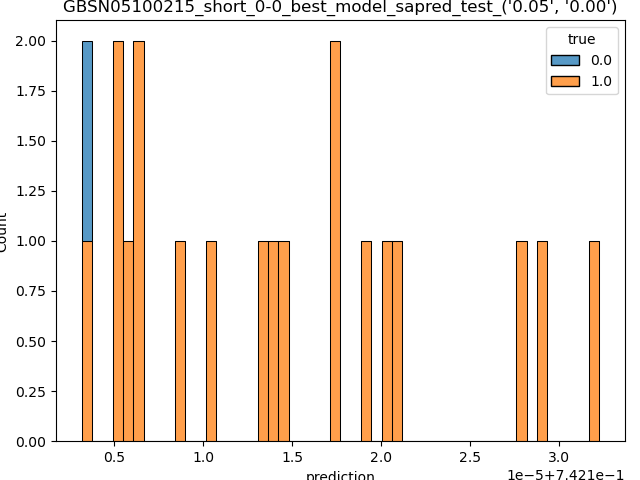 GBSN05100215_short_0-0_best_model_sapred_test_('0.05', '0.00')
2.00
1.75
1.50
1.25
1.00
0.75
0.50
0.25
0.00
Count
true
0.0
1.0
0.5 1.0 1.5 2.0 2.5 3.0
prediction
1e−5+7.421e−1